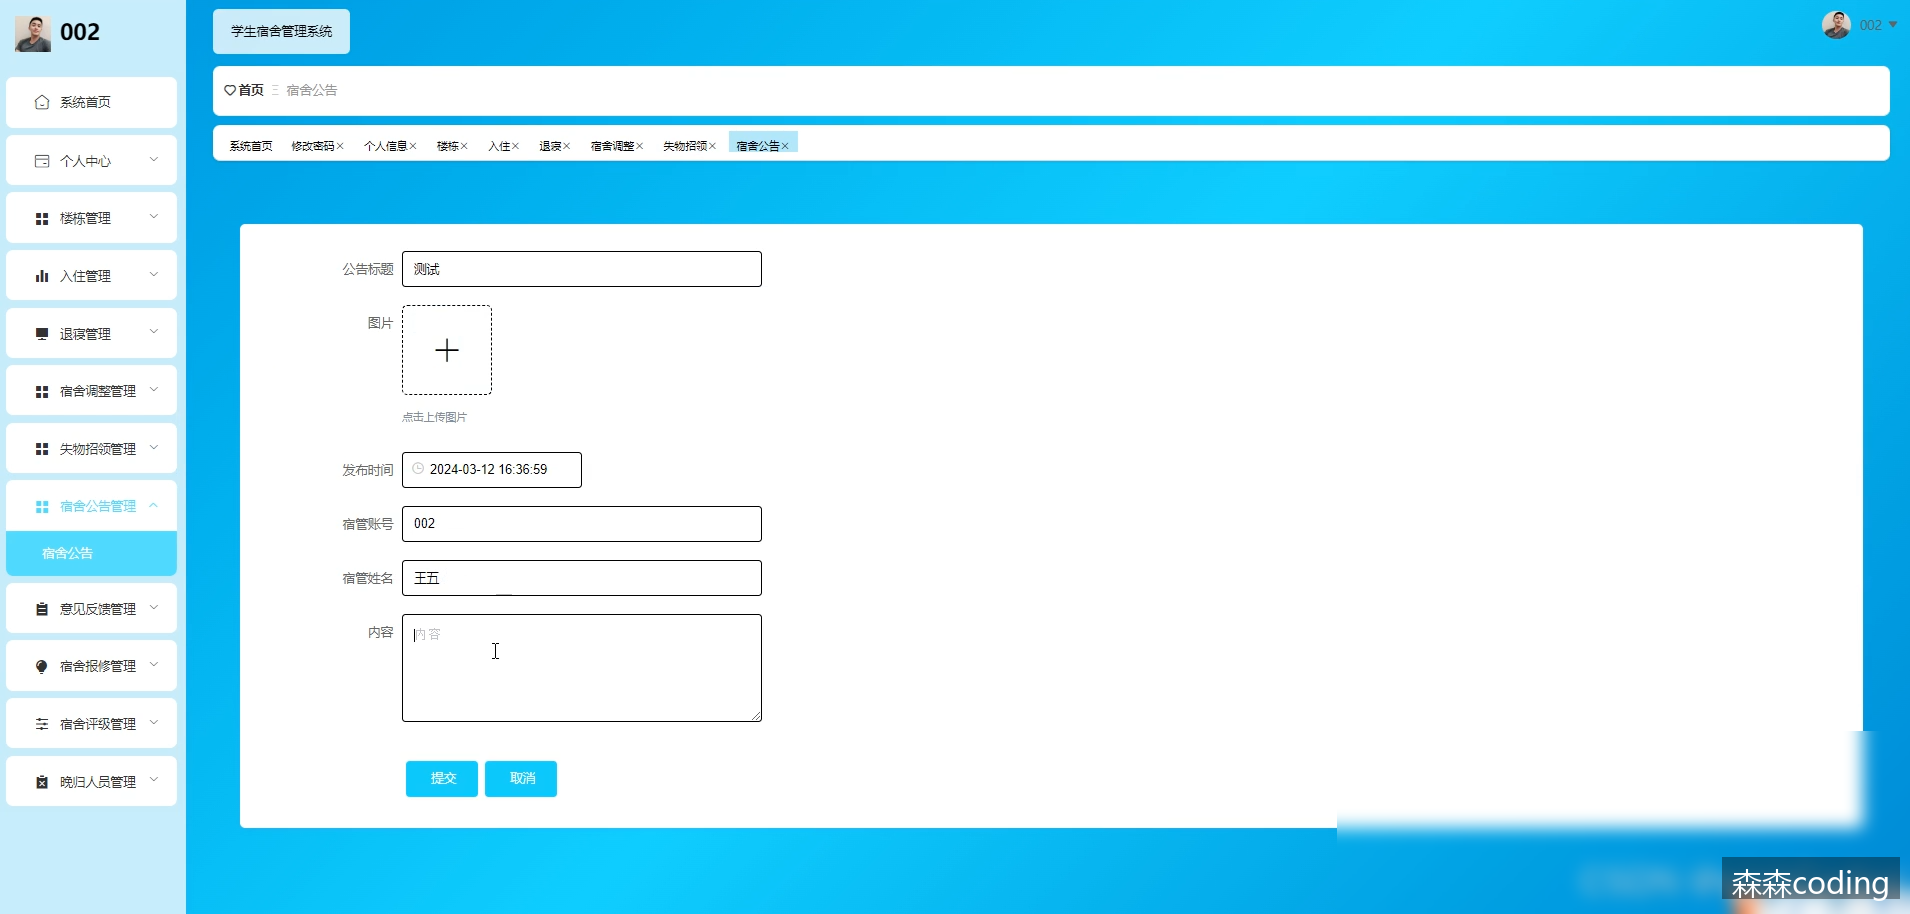 002
系统首页
个人中心
楼栋管理
入住管理
退寝管理
宿舍调整管理
失物招领管理
宿舍公告管理
宿舍公告
意见反馈管理
宿舍报修管理
宿舍评级管理
晚归人员管理
学生宿舍管理系统
002
首页 宿舍公告
系统首页 修改密码× 个人信息× 楼栋× 入住× 退寝× 宿舍调整× 失物招领× 宿舍公告×
公告标题 测试
图片
点击上传图片
发布时间 2024-03-12 16:36:59
宿管账号 002
宿管姓名 王五
内容 内容
提交 取消
森森coding